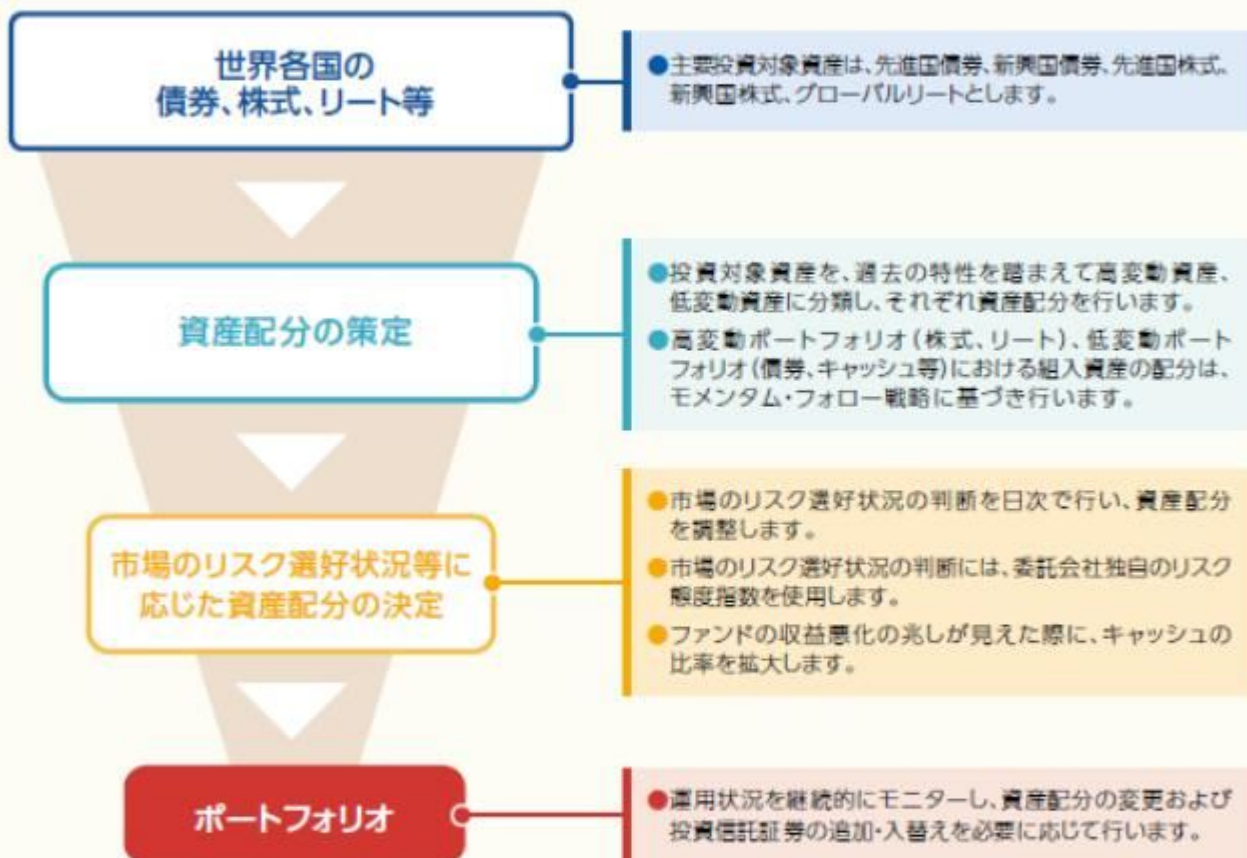 世界各国の
債券、株式、リート等
●主要投資対象資産は、先進国債券、新興国債券、先進国株式、
新興国株式、グローバルリートとします。
資産配分の策定
●投資対象資産を、過去の特性を踏まえて高変動資産、
低変動資産に分類し、それぞれ資産配分を行います。
●高変動ポートフォリオ(株式、リート)、低変動ポート
フォリオ(債券、キャッシュ等)における組入資産の配分は、
モメンタム・フォロー戦略に基づき行います。
市場のリスク選好状況等に
応じた資産配分の決定
●市場のリスク選好状況の判断を日次で行い、資産配分
を調整します。
●市場のリスク選好状況の判断には、委託会社独自のリスク
態度指数を使用します。
●ファンドの収益悪化の兆しが見えた際に、キャッシュの
比率を拡大します。
ポートフォリオ
●運用状況を継続的にモニターし、資産配分の変更および
投資信託証券の追加・入替えを必要に応じて行います。